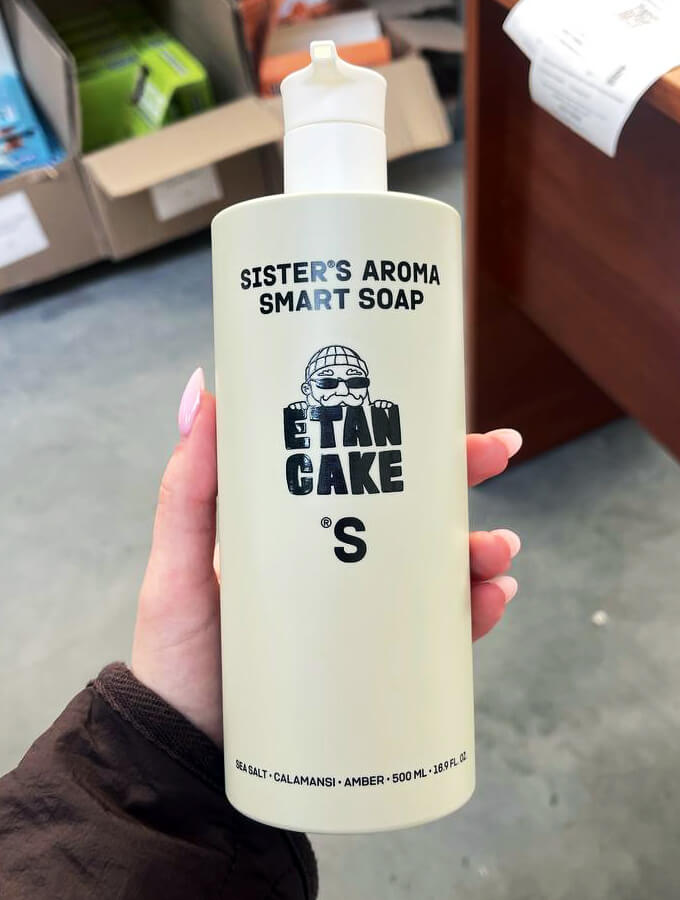 SISTER®S AROMA
SMART SOAP
ETAN
CAKE
®S
SEA SALT • CALAMANSI • AMBER • 500 ML • 16.9 FL. OZ.